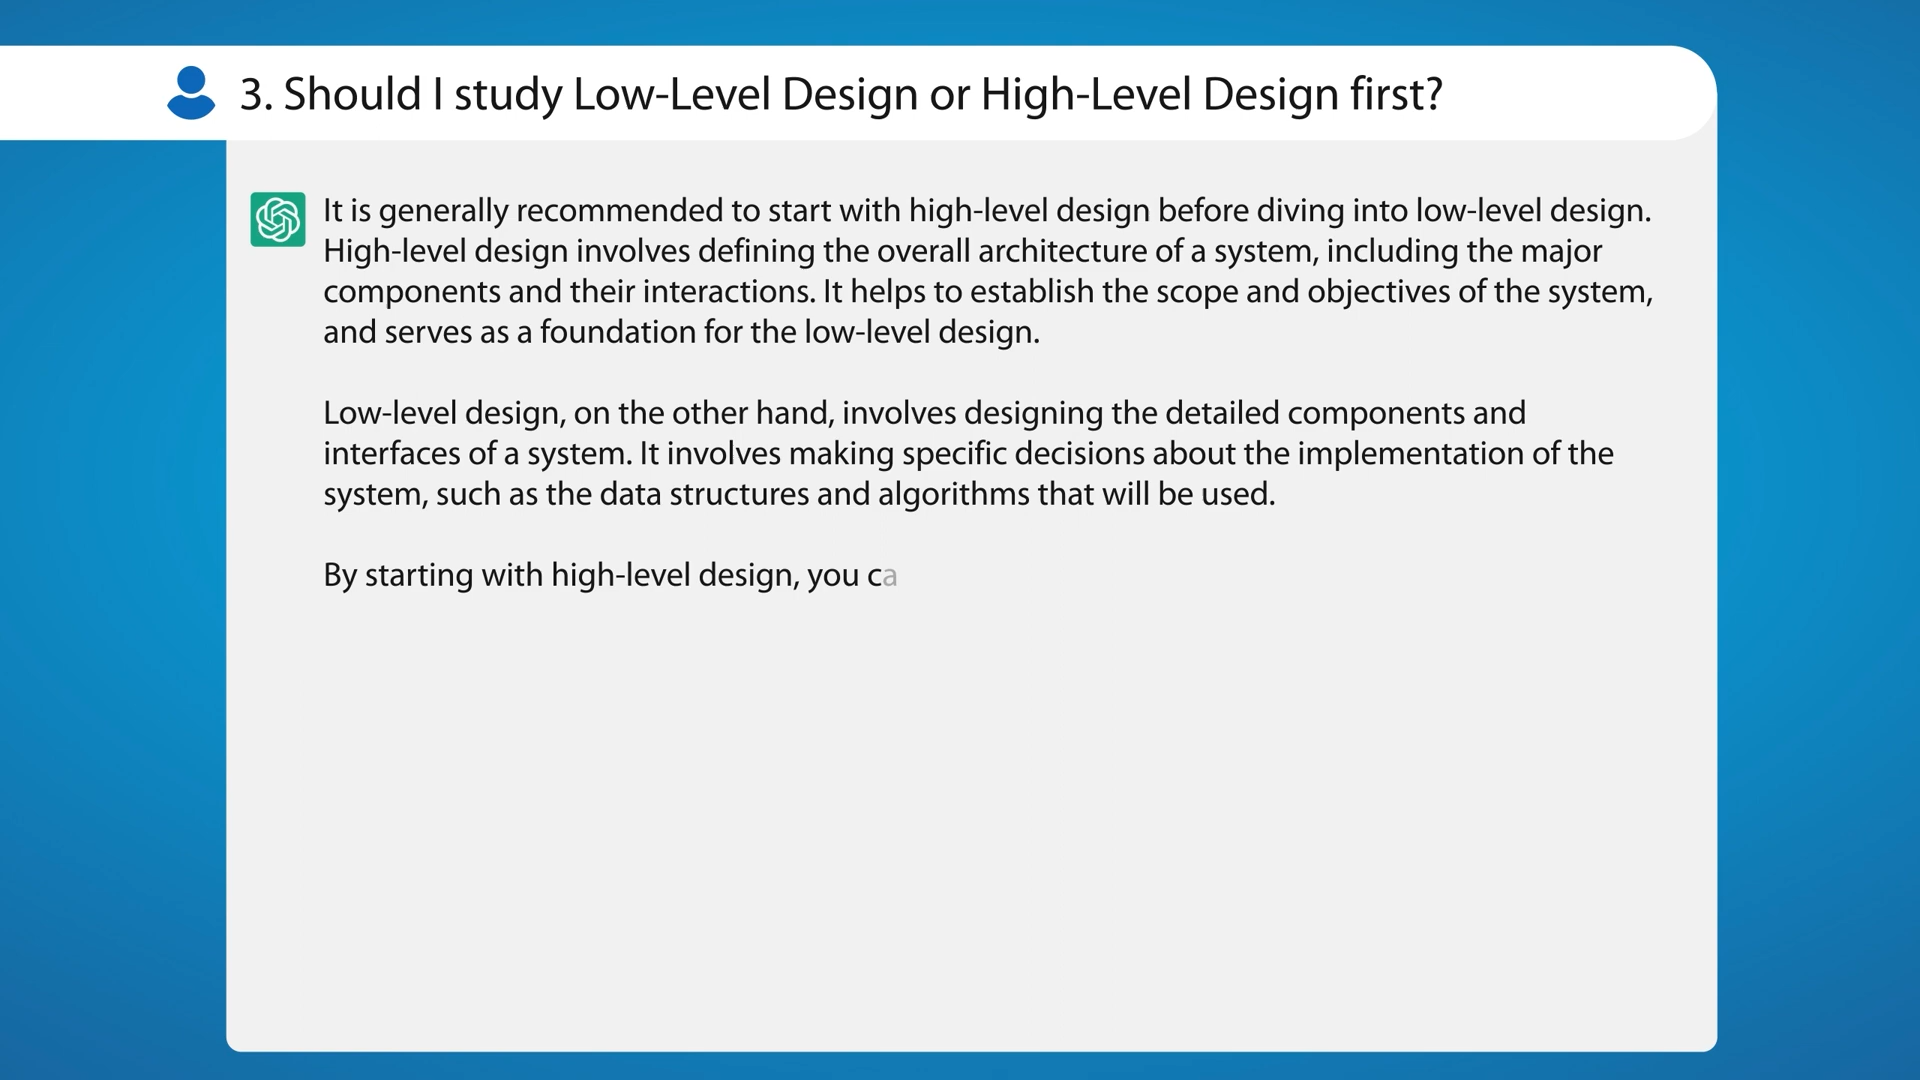 3. Should I study Low-Level Design or High-Level Design first?
It is generally recommended to start with high-level design before diving into low-level design.
High-level design involves defining the overall architecture of a system, including the major
components and their interactions. It helps to establish the scope and objectives of the system,
and serves as a foundation for the low-level design.
Low-level design, on the other hand, involves designing the detailed components and
interfaces of a system. It involves making specific decisions about the implementation of the
system, such as the data structures and algorithms that will be used.
By starting with high-level design, you ca